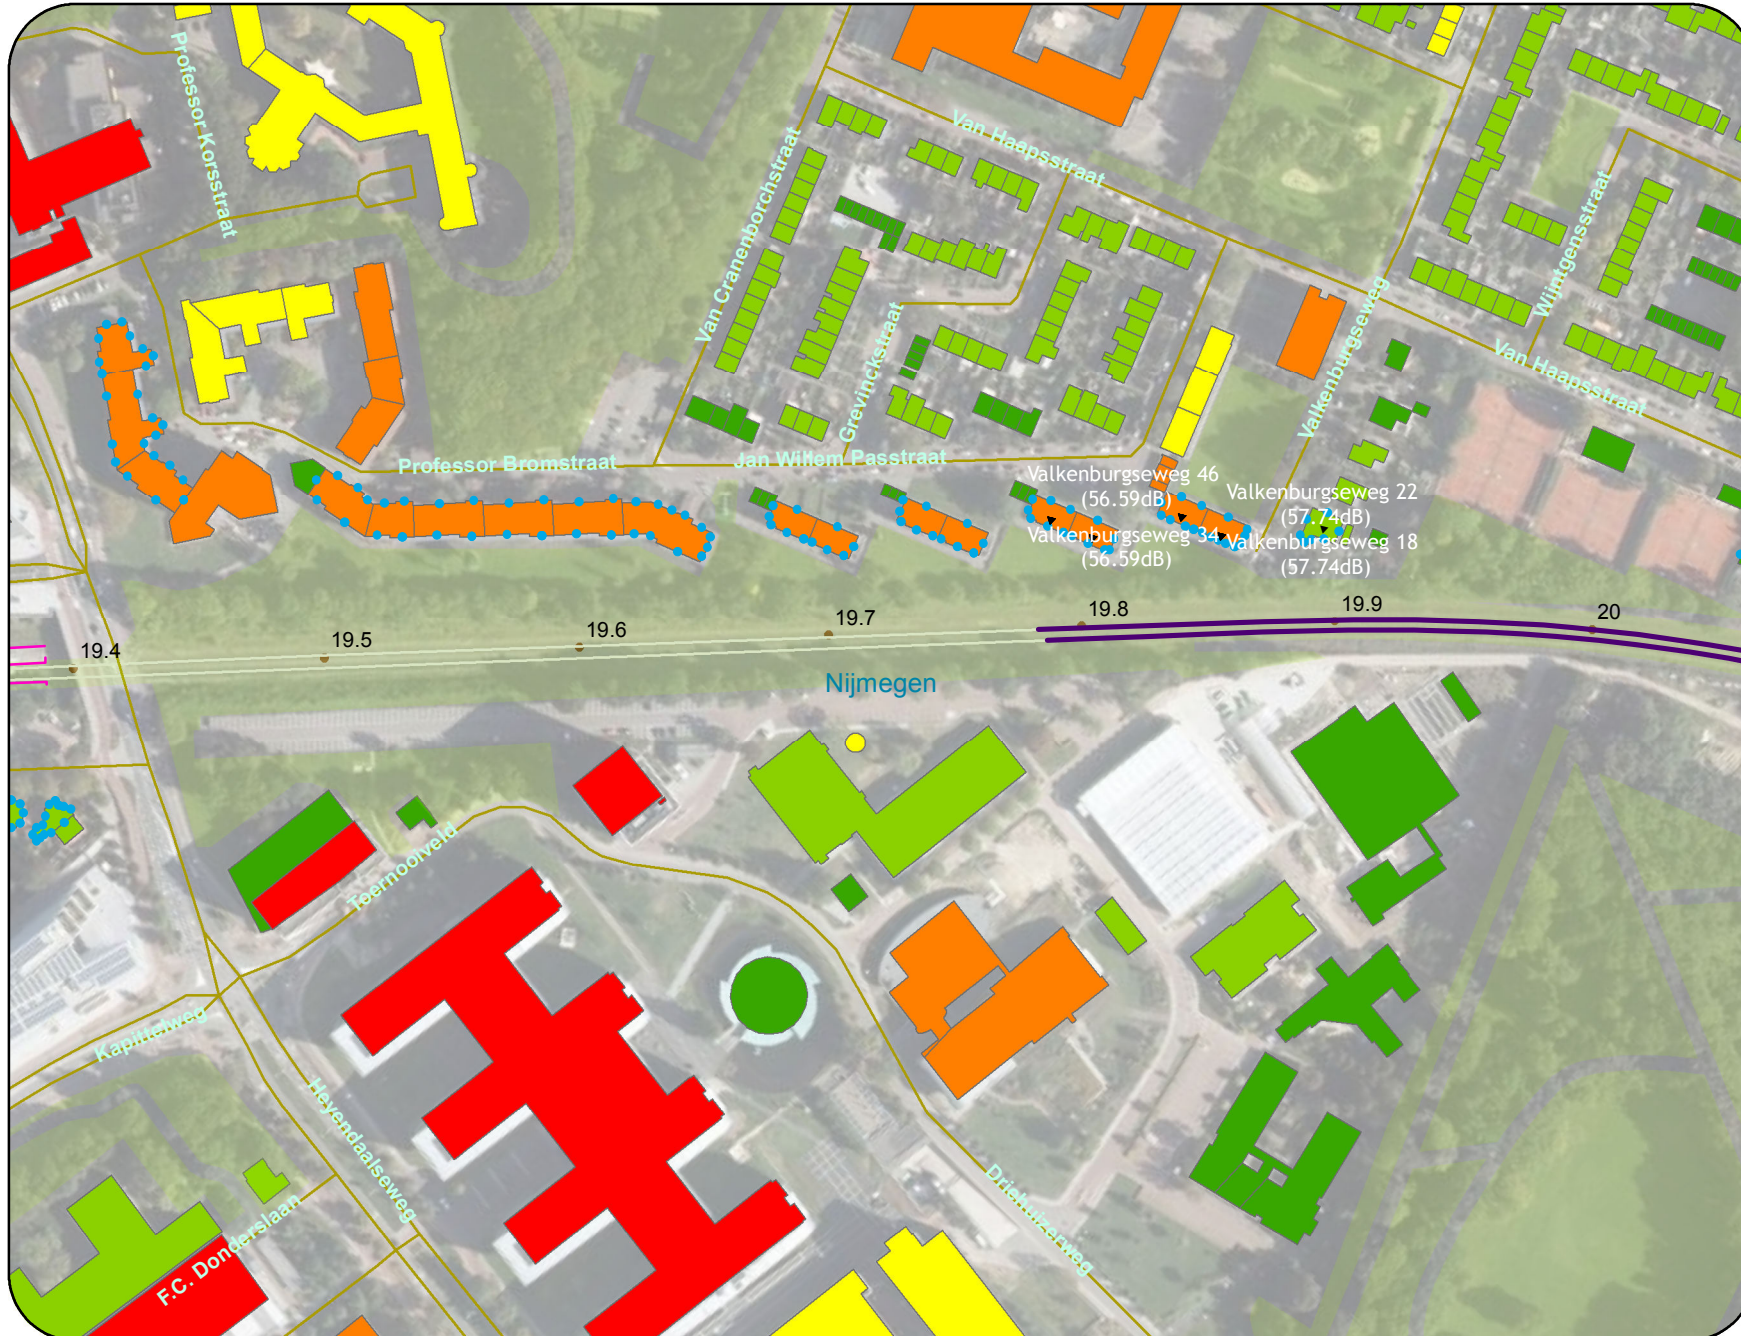 Professor Korsstraat
Van Cranenborchstraat
Van Haapsstraat
Wijntgensstraat
Grevinckstraat
Valkenburgseweg
Van Haapsstraat
Professor Bromstraat
Jan Willem Passtraat
Valkenburgseweg 46
(56.59dB)
Valkenburgseweg 22
(57.74dB)
Valkenburgseweg 34
(56.59dB)
Valkenburgseweg 18
(57.74dB)
19.4
19.5
19.6
19.7
19.8
19.9
20
Nijmegen
Toernooiveld
Kapittelweg
Heyendaalseweg
F.C. Donderslaan
Driehuizerweg